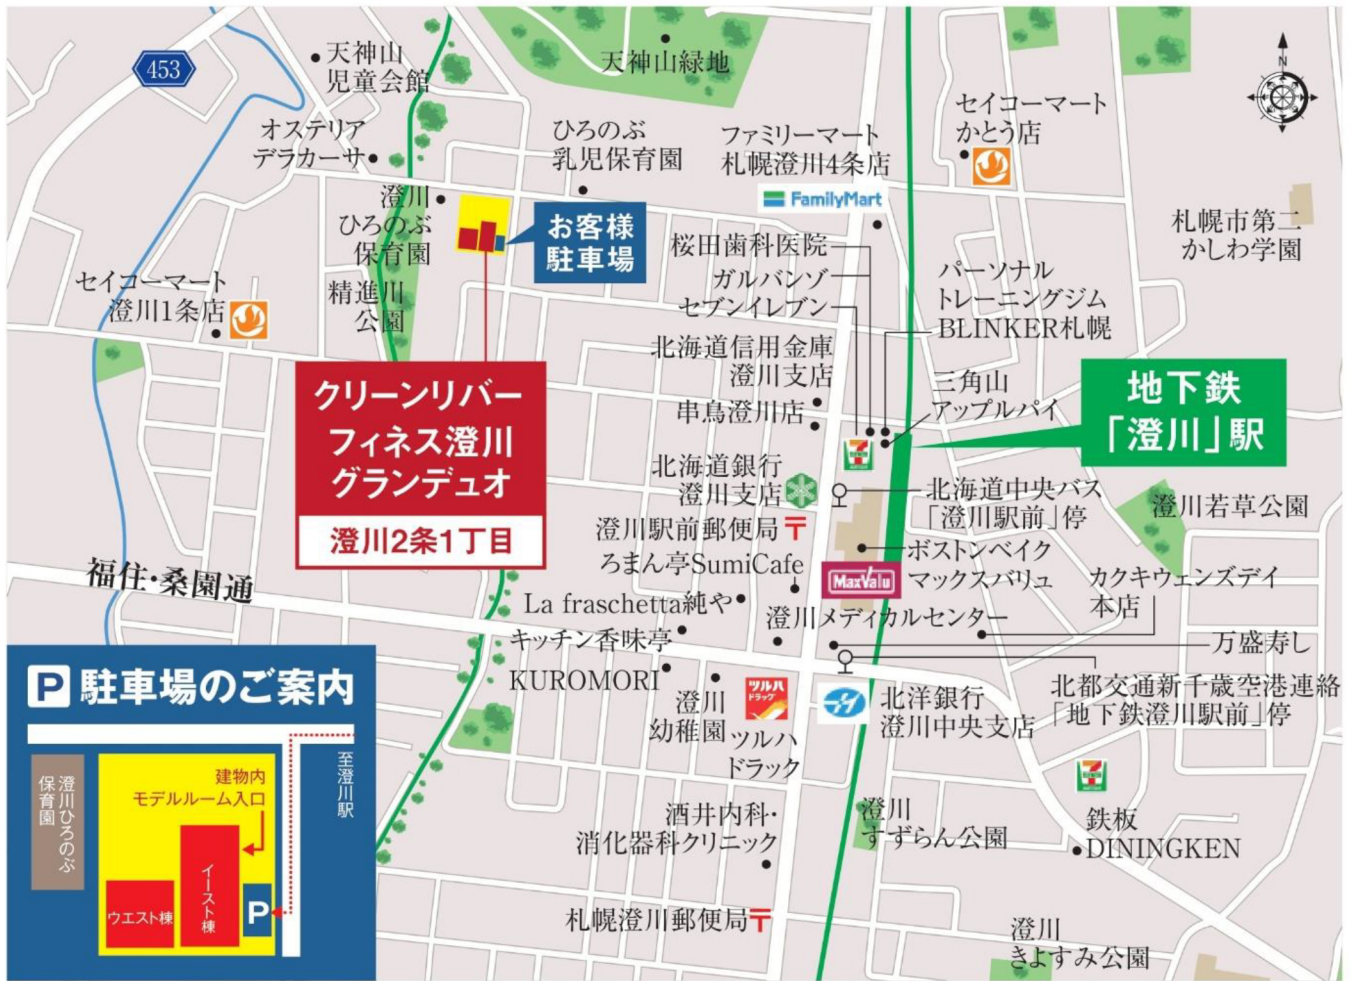 453
天神山
児童会館
天神山緑地
N
セイコーマート
かとう店
オステリア
デラカーサ
ひろのぶ
乳児保育園
ファミリーマート
札幌澄川4条店
FamilyMart
澄川
ひろのぶ
保育園
お客様
駐車場
札幌市第二
かしわ学園
桜田歯科医院
ガルバンゾ
セブンイレブン
パーソナル
トレーニングジム
BLINKER札幌
セイコーマート
澄川1条店
精進川
公園
北海道信用金庫
澄川支店
三角山
アップルパイ
地下鉄
「澄川」駅
クリーンリバー
フィネス澄川
グランデュオ
澄川2条1丁目
串鳥澄川店
北海道銀行
澄川支店
北海道中央バス
「澄川駅前」停
澄川若草公園
澄川駅前郵便局
ろまん亭SumiCafe
ボストンベイク
MaxValu
マックスバリュ
カクキウェンズデイ
本店
福住・桑園通
La fraschetta純や
澄川メディカルセンター
キッチン香味亭
万盛寿し
KUROMORI
澄川
幼稚園
ツルハ
ドラッグ
ツルハ
ドラック
北洋銀行
澄川中央支店
北都交通新千歳空港連絡
「地下鉄澄川駅前」停
酒井内科・
消化器科クリニック
澄川
すずらん公園
鉄板
DININGKEN
札幌澄川郵便局
澄川
きよすみ公園
P 駐車場のご案内
澄川ひろのぶ
保育園
建物内
モデルルーム入口
至澄川駅
イースト棟
ウエスト棟
P